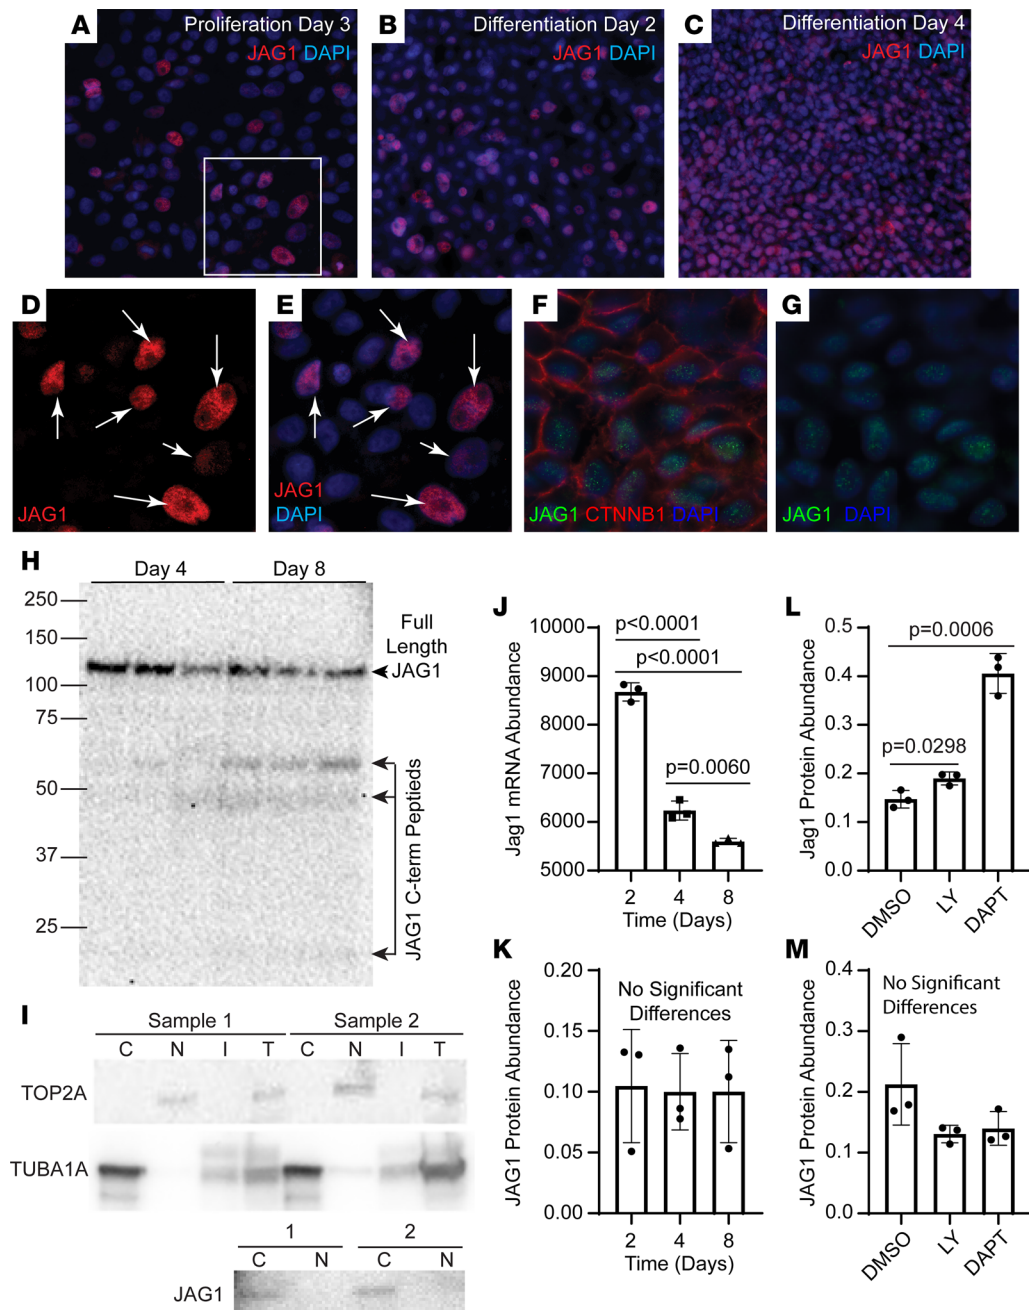 A Proliferation Day 3
JAG1 DAPI
B Differentiation Day 2
JAG1 DAPI
C Differentiation Day 4
JAG1 DAPI
D
JAG1
E
JAG1
DAPI
F
JAG1 CTNNB1 DAPI
G
JAG1 DAPI
H
Day 4 Day 8
250
150
100
75
50
37
25
Full
Length
JAG1
JAG1 C-term Peptieds
I
Sample 1 Sample 2
C N I T C N I T
TOP2A
TUBA1A
1 2
C N C N
JAG1
J
Jag1 mRNA Abundance
10000
9000
8000
7000
6000
5000
p<0.0001
p<0.0001
p=0.0060
2 4 8
Time (Days)
K
JAG1 Protein Abundance
0.20
0.15
0.10
0.05
0.00
No Significant
Differences
2 4 8
Time (Days)
L
Jag1 Protein Abundance
0.5
0.4
0.3
0.2
0.1
0.0
p=0.0006
p=0.0298
DMSO LY DAPT
M
JAG1 Protein Abundance
0.4
0.3
0.2
0.1
0.0
No Significant
Differences
DMSO LY DAPT